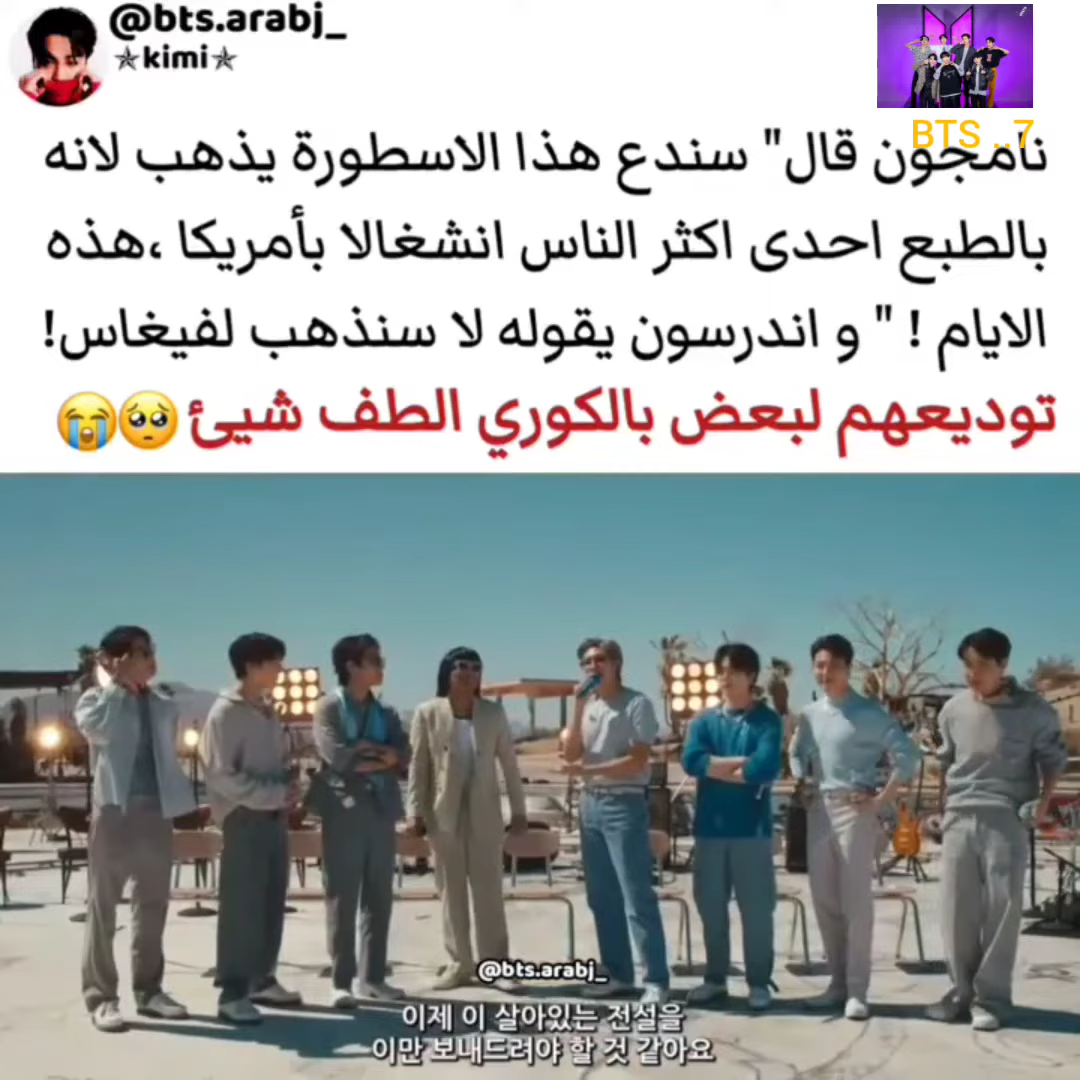 @bts.arabj_
✯kimi✯
BTS ..7
نامجون قال" سندع هذا الاسطورة يذهب لانه
بالطبع احدى اكثر الناس انشغالا بأمريكا ،هذه
الايام ! " و اندرسون يقوله لا سنذهب لفيغاس!
توديعهم لبعض بالكوري الطف شيئ🥺😭
@bts.arabj_
이제 이 살아있는 전설을
이만 보내드려야 할 것 같아요